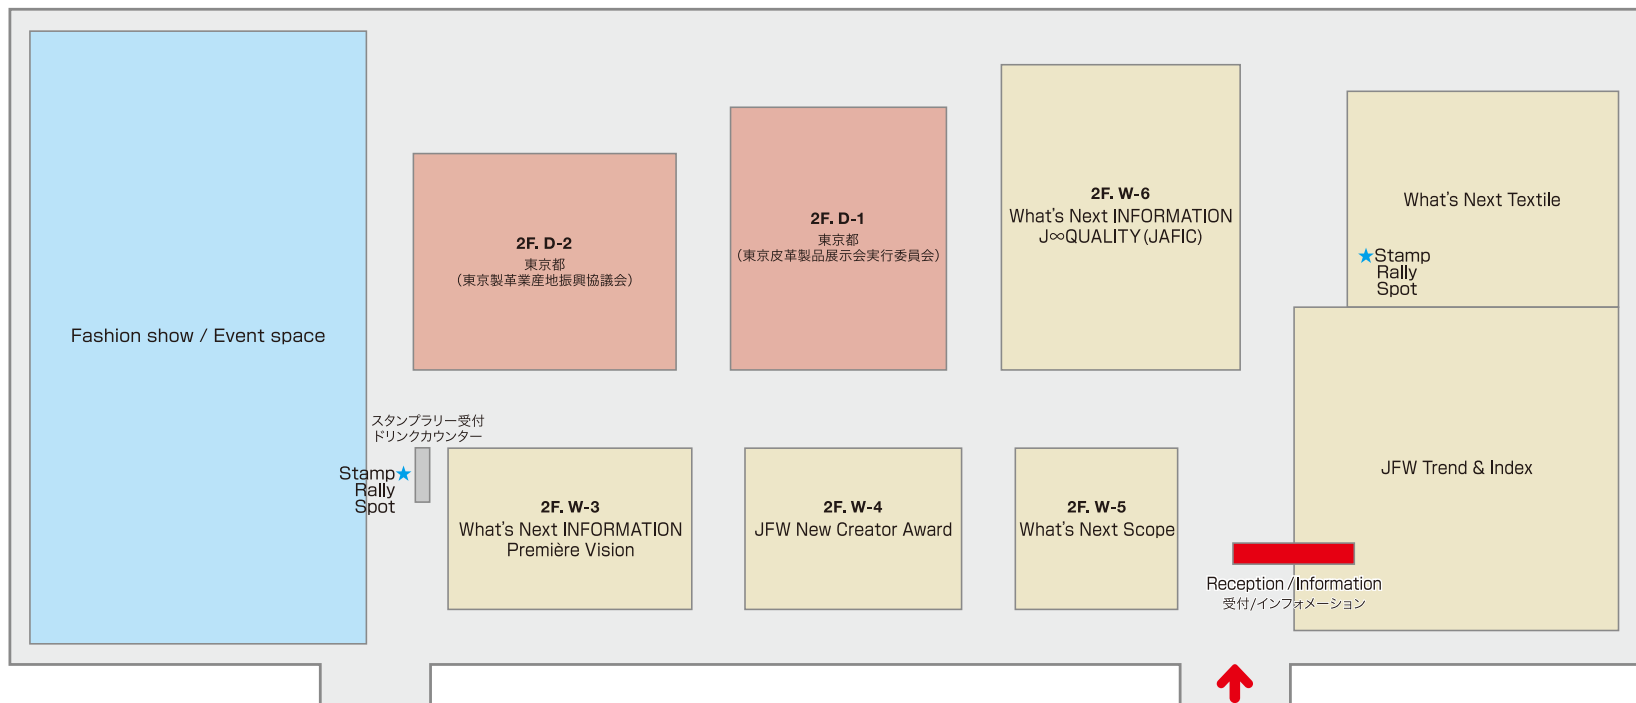 Fashion show / Event space
2F. D-2
東京都
(東京製革業産地振興協議会)
2F. D-1
東京都
(東京皮革製品展示会実行委員会)
2F. W-6
What's Next INFORMATION
J∞QUALITY(JAFIC)
What's Next Textile
★Stamp
Rally
Spot
JFW Trend & Index
スタンプラリー受付
ドリンクカウンター
Stamp★
Rally
Spot
2F. W-3
What's Next INFORMATION
Première Vision
2F. W-4
JFW New Creator Award
2F. W-5
What's Next Scope
Reception/Information
受付/インフォメーション